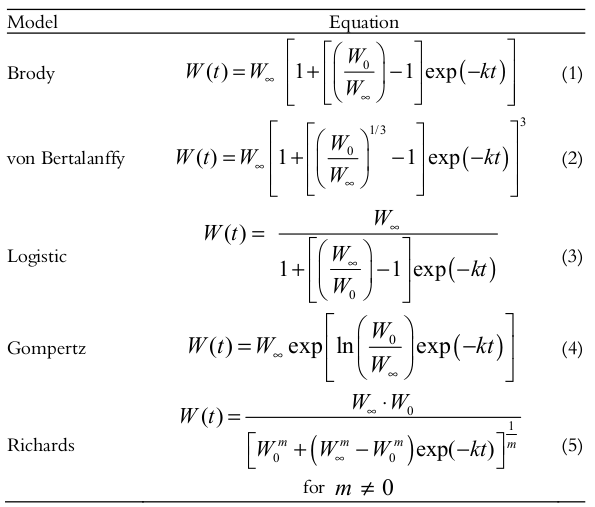 Model Equation
Brody W(t) = W∞ [1+[(W0/W∞)−1]exp(−kt)] (1)
von Bertalanffy W(t) = W∞[1+[(W0/W∞)^1/3 −1]exp(−kt)]^3 (2)
Logistic W(t) = W∞/(1+[(W∞/W0)−1]exp(−kt)) (3)
Gompertz W(t) = W∞ exp[ln(W0/W∞)exp(−kt)] (4)
Richards W(t) = W∞·W0/[W0^m+(W∞^m−W0^m)exp(−kt)]^(1/m) (5)
for m ≠ 0